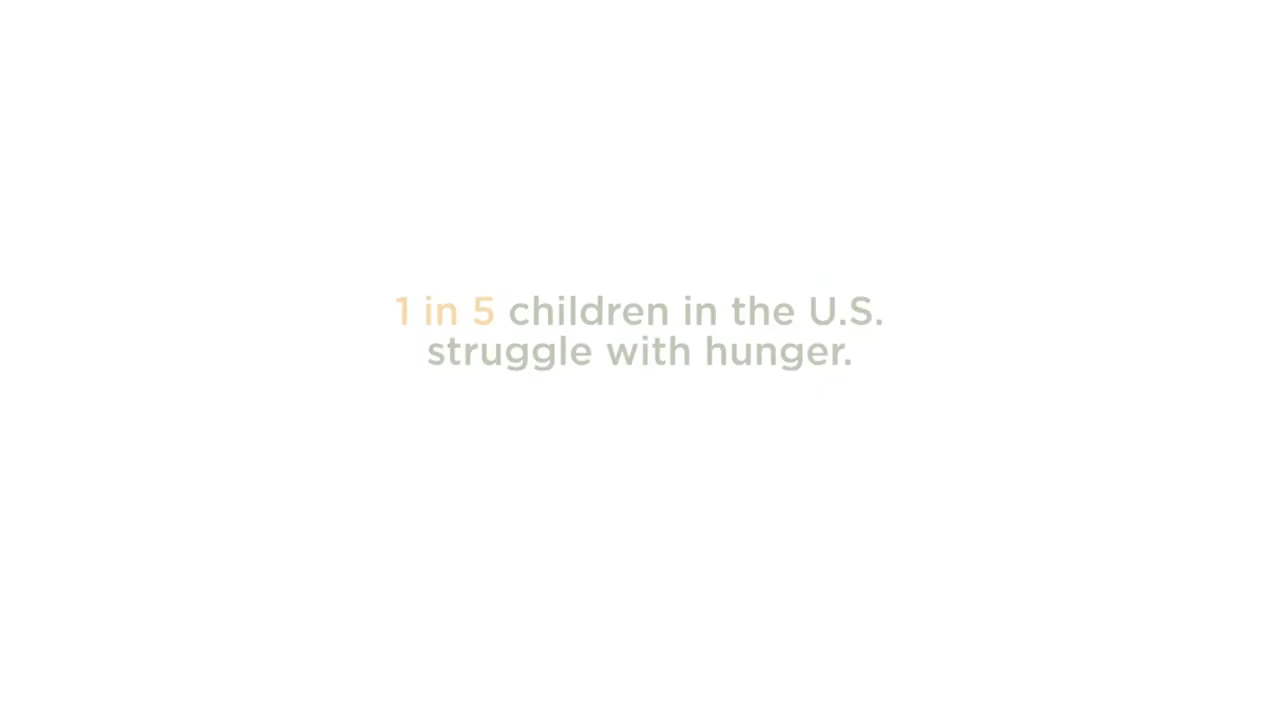 1 in 5 children in the U.S.
struggle with hunger.